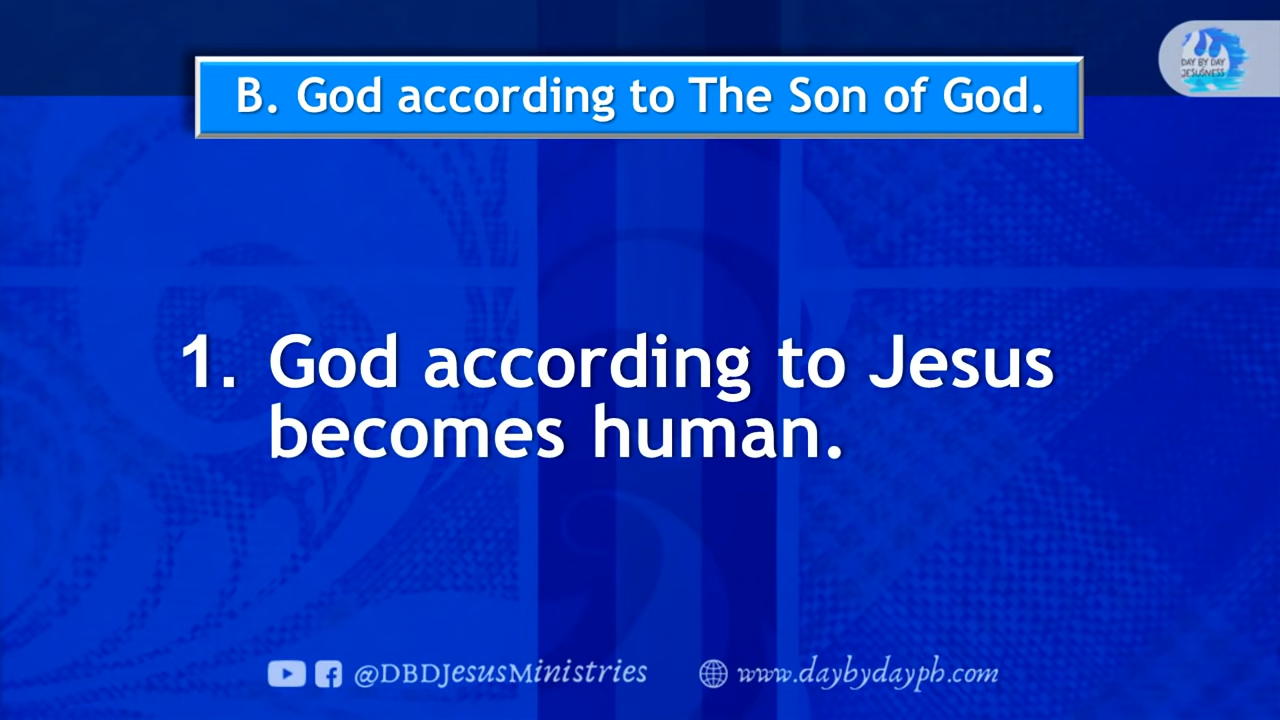 DAY BY DAY
JESUSNESS
B. God according to The Son of God.
1. God according to Jesus
becomes human.
@DBDJesusMinistries www.daybydayph.com